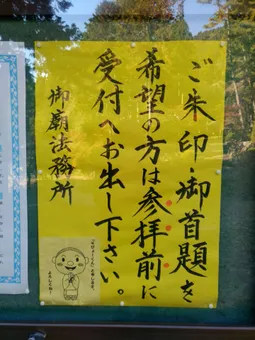 ご朱印・御首題を
希望の方は参拝前に
受付へお出し下さい。
御霸法務所